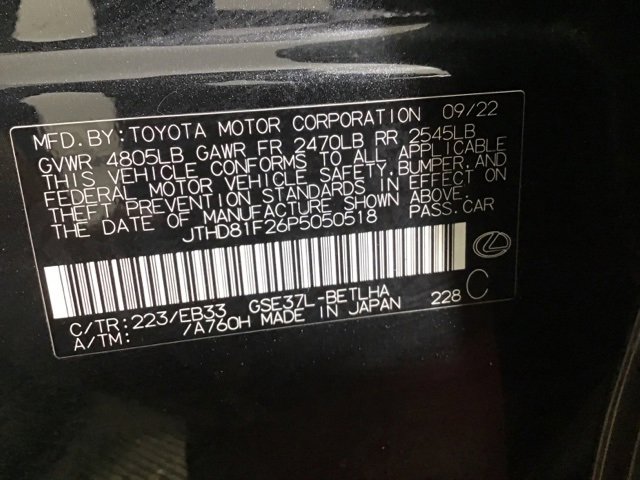 MFD. BY: TOYOTA MOTOR CORPORATION 09/22
GVWR 4805LB GAWR FR 2470LB RR 2545LB
THIS VEHICLE CONFORMS TO ALL APPLICABLE
FEDERAL MOTOR VEHICLE SAFETY, BUMPER, AND
THEFT PREVENTION STANDARDS IN EFFECT ON
THE DATE OF MANUFACTURE SHOWN ABOVE.
JTHD81F26P5050518 PASS. CAR
C/TR: 223/EB33 GSE37L-BETLHA 228 C
A/TM: /A760H MADE IN JAPAN